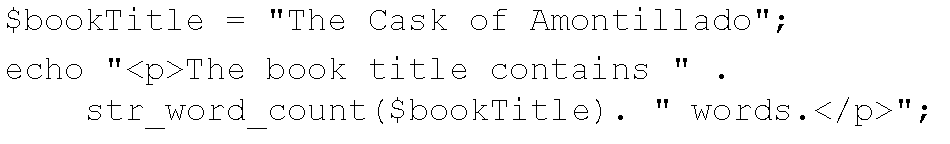 $bookTitle = "The Cask of Amontillado";
echo "<p>The book title contains " .
str_word_count($bookTitle). " words.</p>";